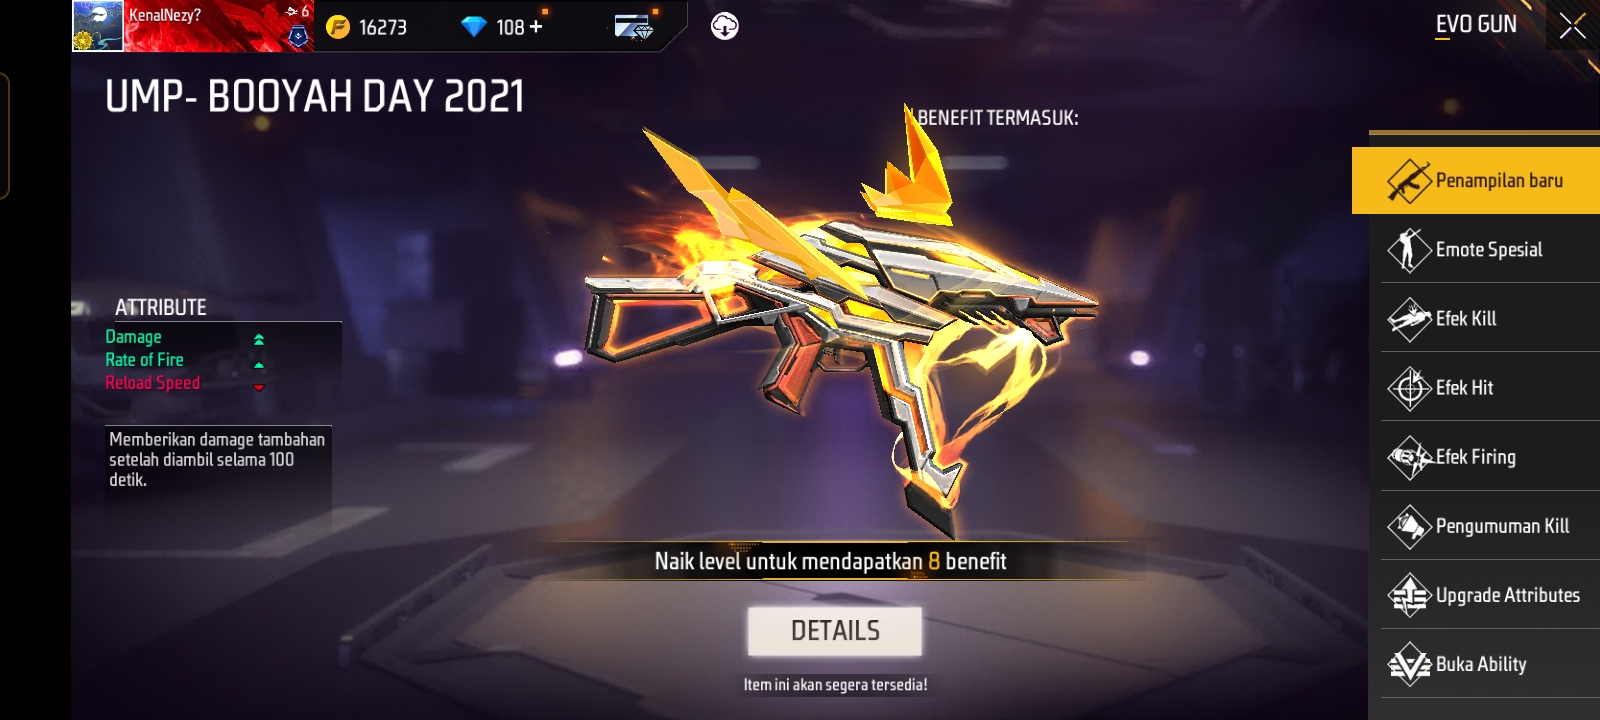 KenalNezy?
6
16273
108 +
EVO GUN
UMP- BOOYAH DAY 2021
BENEFIT TERMASUK:
Penampilan baru
Emote Spesial
Efek Kill
Efek Hit
Efek Firing
Pengumuman Kill
Upgrade Attributes
Buka Ability
ATTRIBUTE
Damage
Rate of Fire
Reload Speed
Memberikan damage tambahan
setelah diambil selama 100
detik.
Naik level untuk mendapatkan 8 benefit
DETAILS
Item ini akan segera tersedia!